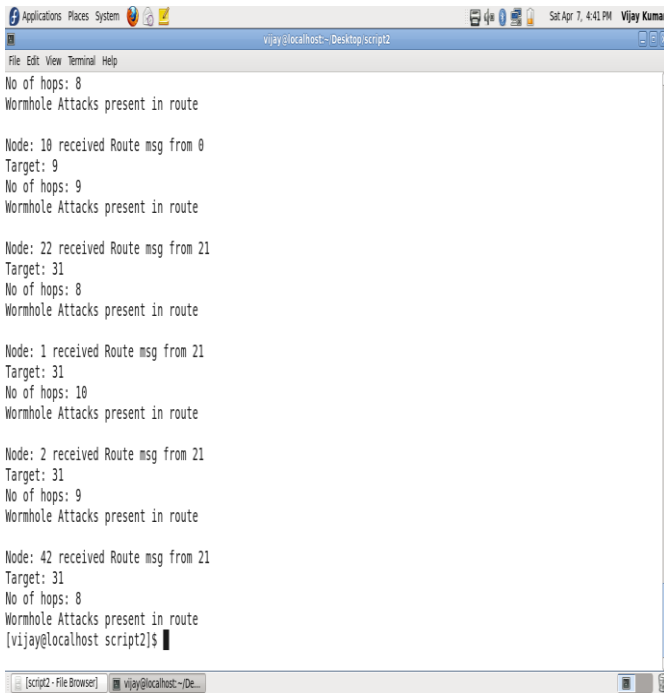 Applications Places System
Sat Apr 7, 4:41 PM Vijay Kumar
vijay@localhost:~/Desktop/script2
File Edit View Terminal Help
No of hops: 8
Wormhole Attacks present in route
Node: 10 received Route msg from 0
Target: 9
No of hops: 9
Wormhole Attacks present in route
Node: 22 received Route msg from 21
Target: 31
No of hops: 8
Wormhole Attacks present in route
Node: 1 received Route msg from 21
Target: 31
No of hops: 10
Wormhole Attacks present in route
Node: 2 received Route msg from 21
Target: 31
No of hops: 9
Wormhole Attacks present in route
Node: 42 received Route msg from 21
Target: 31
No of hops: 8
Wormhole Attacks present in route
[vijay@localhost script2]$
[script2 - File Browser]
vijay@localhost:~/De...